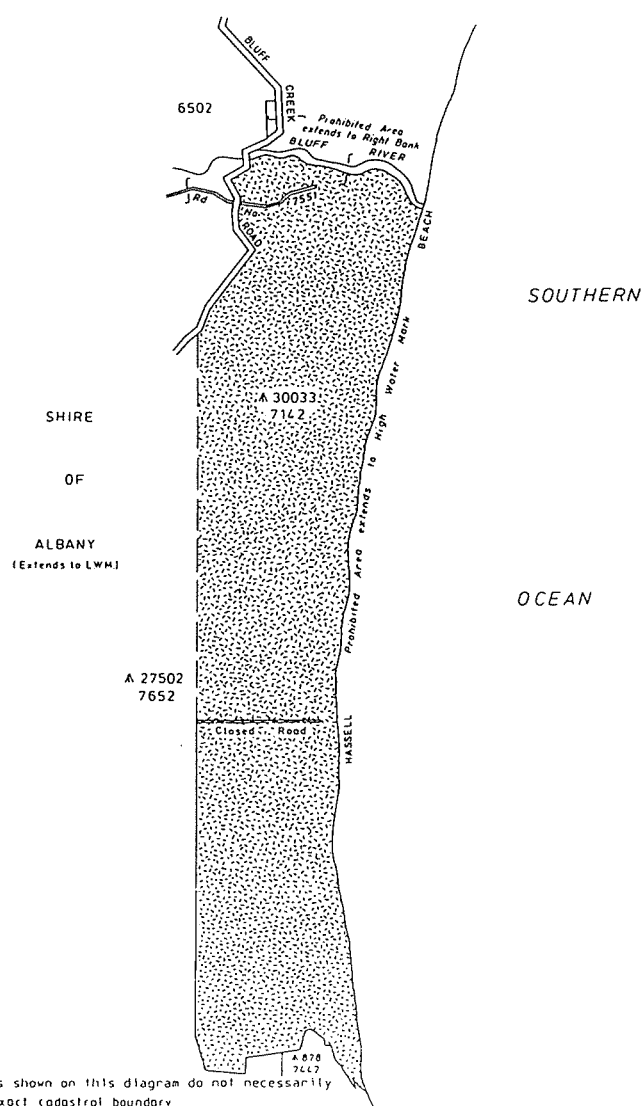 BLUFF
CREEK
6502
Prohibited Area
extends to Right Bank
BLUFF
RIVER
Rd
No
7551
ROAD
BEACH
SOUTHERN
Prohibited Area extends to High Water Mark
30033
7142
SHIRE
OF
ALBANY
(Extends to LWM)
OCEAN
27502
7652
Closed Road
HASSELL
878
7447
s shown on this diagram do not necessarily
xact cadastral boundary